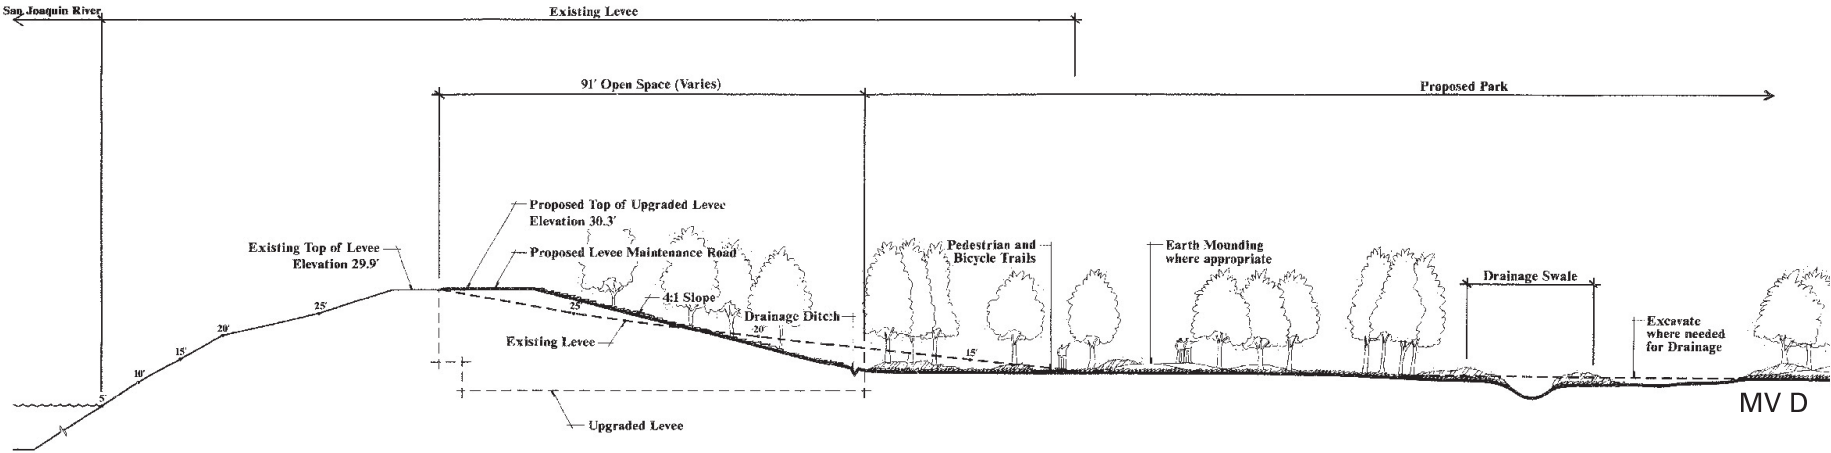 San Joaquin River
Existing Levee
91' Open Space (Varies)
Proposed Park
Proposed Top of Upgraded Levee
Elevation 30.3'
Existing Top of Levee
Elevation 29.9'
Proposed Levee Maintenance Road
Pedestrian and
Bicycle Trails
Earth Mounding
where appropriate
Drainage Swale
4:1 Slope
Drainage Ditch
Existing Levee
Excavate
where needed
for Drainage
25'
20'
15'
10'
5'
25'
20'
15'
Upgraded Levee
MV D